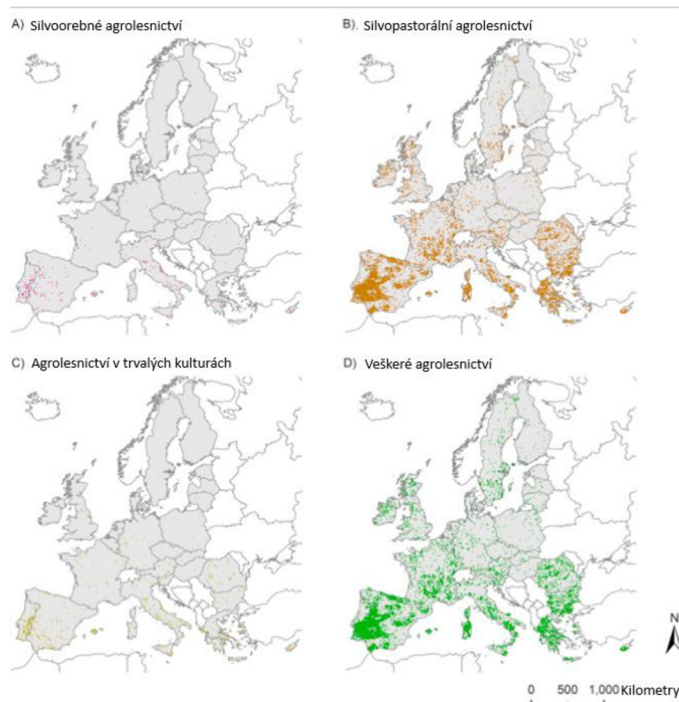 A) Silvoorebné agrolesnictví
B). Silvopastorální agrolesnictví
C) Agrolesnictví v trvalých kulturách
D) Veškeré agrolesnictví
N
0 500 1,000 Kilometry